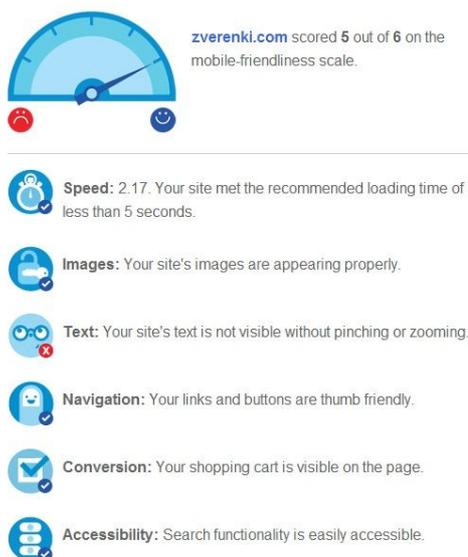 zverenki.com scored 5 out of 6 on the
mobile-friendliness scale.
Speed: 2.17. Your site met the recommended loading time of
less than 5 seconds.
Images: Your site's images are appearing properly.
Text: Your site's text is not visible without pinching or zooming.
Navigation: Your links and buttons are thumb friendly.
Conversion: Your shopping cart is visible on the page.
Accessibility: Search functionality is easily accessible.